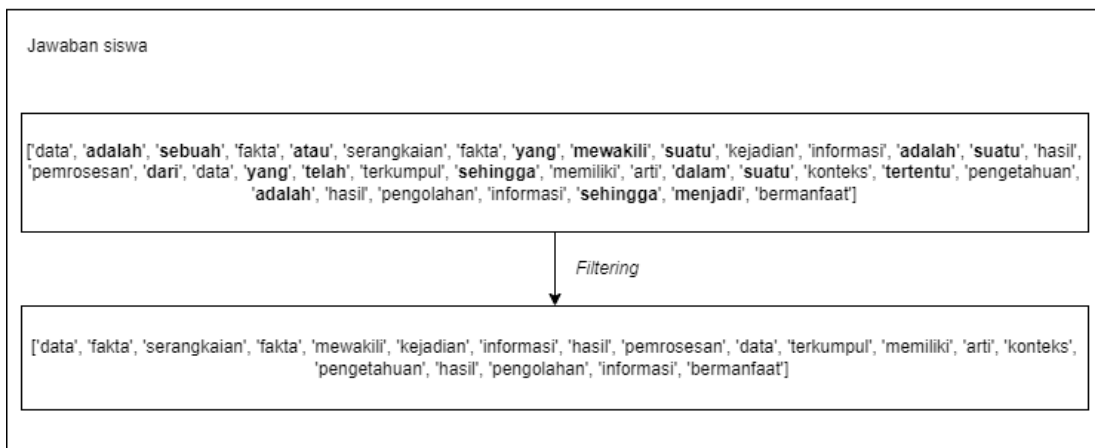 Jawaban siswa
['data', 'adalah', 'sebuah', 'fakta', 'atau', 'serangkaian', 'fakta', 'yang', 'mewakili', 'suatu', 'kejadian', 'informasi', 'adalah', 'suatu', 'hasil',
'pemrosesan', 'dari', 'data', 'yang', 'telah', 'terkumpul', 'sehingga', 'memiliki', 'arti', 'dalam', 'suatu', 'konteks', 'tertentu', 'pengetahuan',
'adalah', 'hasil', 'pengolahan', 'informasi', 'sehingga', 'menjadi', 'bermanfaat']
Filtering
['data', 'fakta', 'serangkaian', 'fakta', 'mewakili', 'kejadian', 'informasi', 'hasil', 'pemrosesan', 'data', 'terkumpul', 'memiliki', 'arti', 'konteks',
'pengetahuan', 'hasil', 'pengolahan', 'informasi', 'bermanfaat']